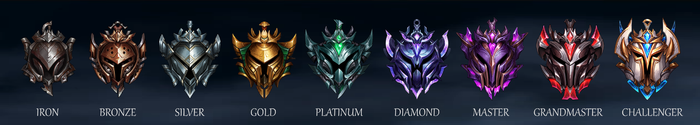 IRON BRONZE SILVER GOLD PLATINUM DIAMOND MASTER GRANDMASTER CHALLENGER